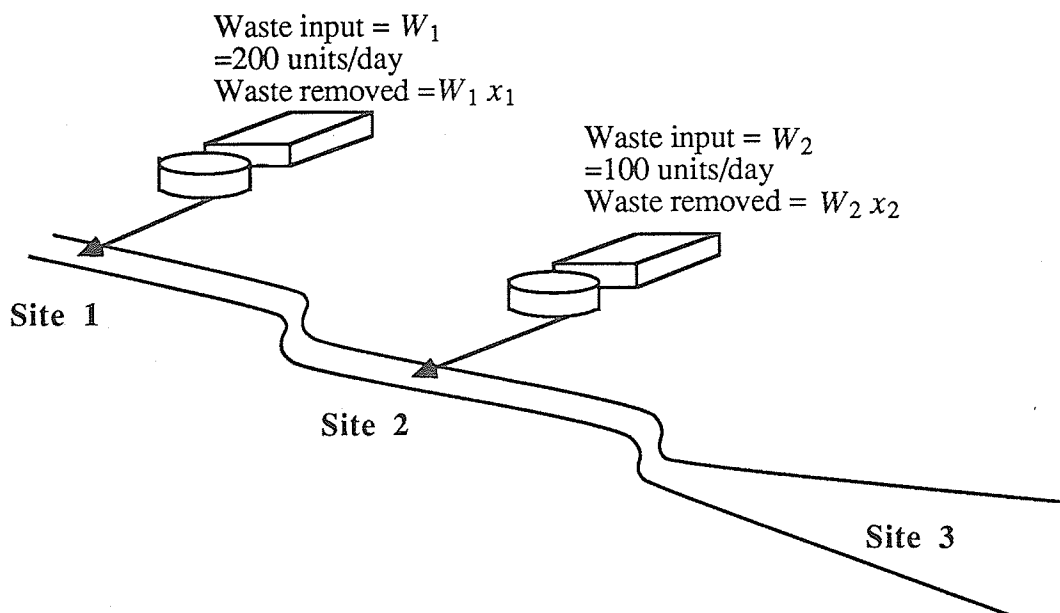 Waste input = W1
=200 units/day
Waste removed =W1 x1
Waste input = W2
=100 units/day
Waste removed = W2 x2
Site 1
Site 2
Site 3